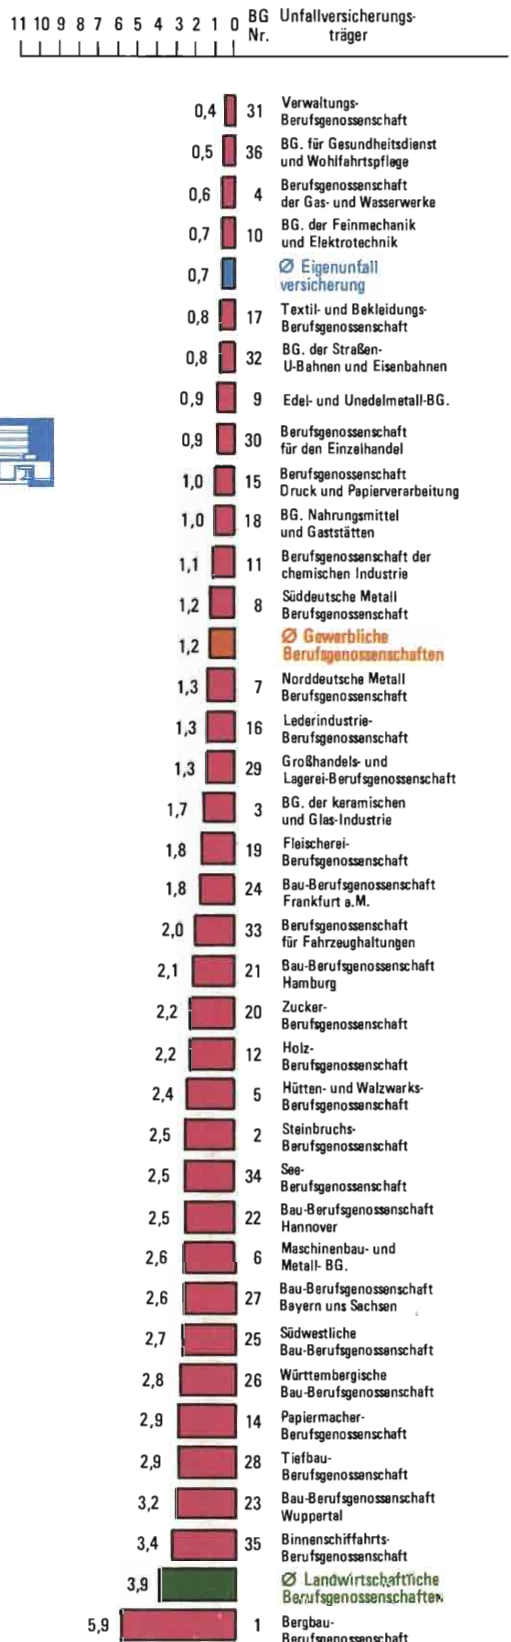 11 10 9 8 7 6 5 4 3 2 1 0 BG Unfallversicherungs-
Nr. träger
0,4 31 Verwaltungs-
Berufsgenossenschaft
0,5 36 BG. für Gesundheitsdienst
und Wohlfahrtspflege
0,6 4 Berufsgenossenschaft
der Gas- und Wasserwerke
0,7 10 BG. der Feinmechanik
und Elektrotechnik
0,7 Ø Eigenunfall
versicherung
0,8 17 Textil- und Bekleidungs-
Berufsgenossenschaft
0,8 32 BG. der Straßen-
U-Bahnen und Eisenbahnen
0,9 9 Edel- und Unedelmetall-BG.
0,9 30 Berufsgenossenschaft
für den Einzelhandel
1,0 15 Berufsgenossenschaft
Druck und Papierverarbeitung
1,0 18 BG. Nahrungsmittel
und Gaststätten
1,1 11 Berufsgenossenschaft der
chemischen Industrie
1,2 8 Süddeutsche Metall
Berufsgenossenschaft
1,2 Ø Gewerbliche
Berufsgenossenschaften
1,3 7 Norddeutsche Metall
Berufsgenossenschaft
1,3 16 Lederindustrie-
Berufsgenossenschaft
1,3 29 Großhandels- und
Lagerei-Berufsgenossenschaft
1,7 3 BG. der keramischen
und Glas-Industrie
1,8 19 Fleischerei-
Berufsgenossenschaft
1,8 24 Bau-Berufsgenossenschaft
Frankfurt a.M.
2,0 33 Berufsgenossenschaft
für Fahrzeughaltungen
2,1 21 Bau-Berufsgenossenschaft
Hamburg
2,2 20 Zucker-
Berufsgenossenschaft
2,2 12 Holz-
Berufsgenossenschaft
2,4 5 Hütten- und Walzwerks-
Berufsgenossenschaft
2,5 2 Steinbruchs-
Berufsgenossenschaft
2,5 34 See-
Berufsgenossenschaft
2,5 22 Bau-Berufsgenossenschaft
Hannover
2,6 6 Maschinenbau- und
Metall- BG.
2,6 27 Bau-Berufsgenossenschaft
Bayern uns Sachsen
2,7 25 Südwestliche
Bau-Berufsgenossenschaft
2,8 26 Württembergische
Bau-Berufsgenossenschaft
2,9 14 Papiermacher-
Berufsgenossenschaft
2,9 28 Tiefbau-
Berufsgenossenschaft
3,2 23 Bau-Berufsgenossenschaft
Wuppertal
3,4 35 Binnenschiffahrts-
Berufsgenossenschaft
3,9 Ø Landwirtschaftliche
Berufsgenossenschaften
5,9 1 Bergbau-
Berufsgenossenschaft